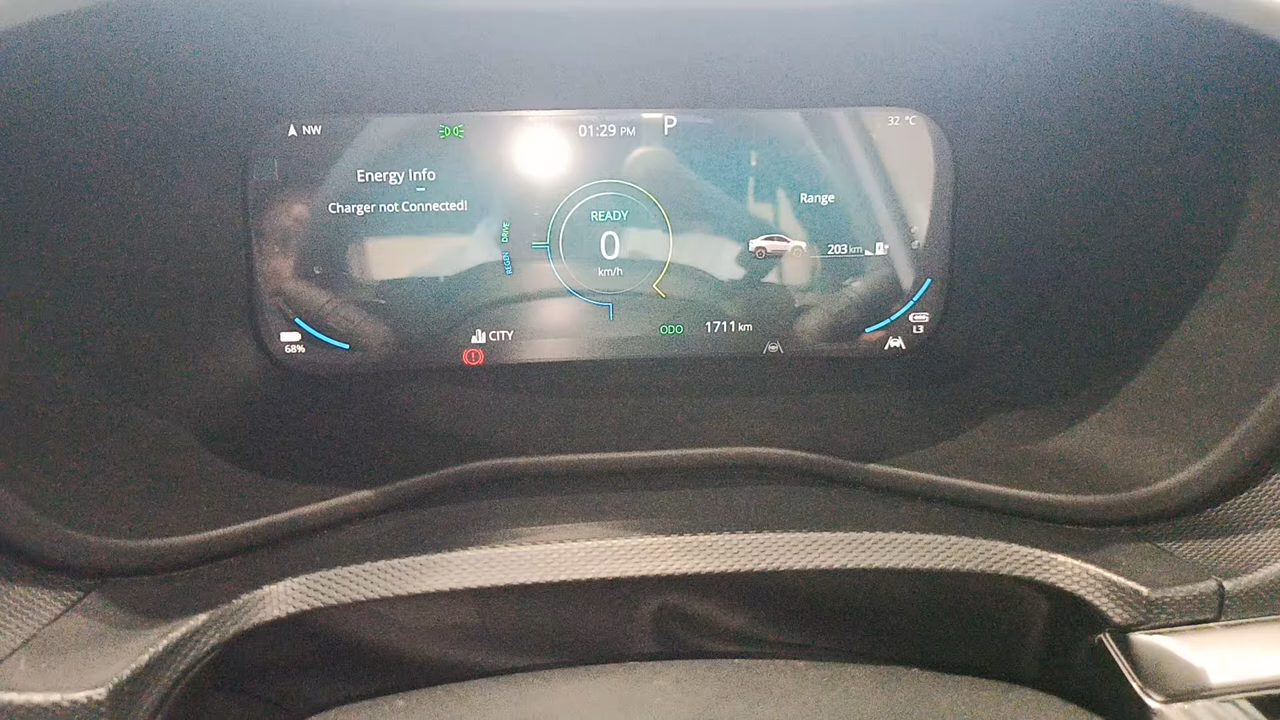 NW
01:29 PM
P
32 °C
Energy Info
Charger not Connected!
Range
READY
0
km/h
DRIVE
REGEN
203 km
68%
CITY
ODO 1711 km
L3